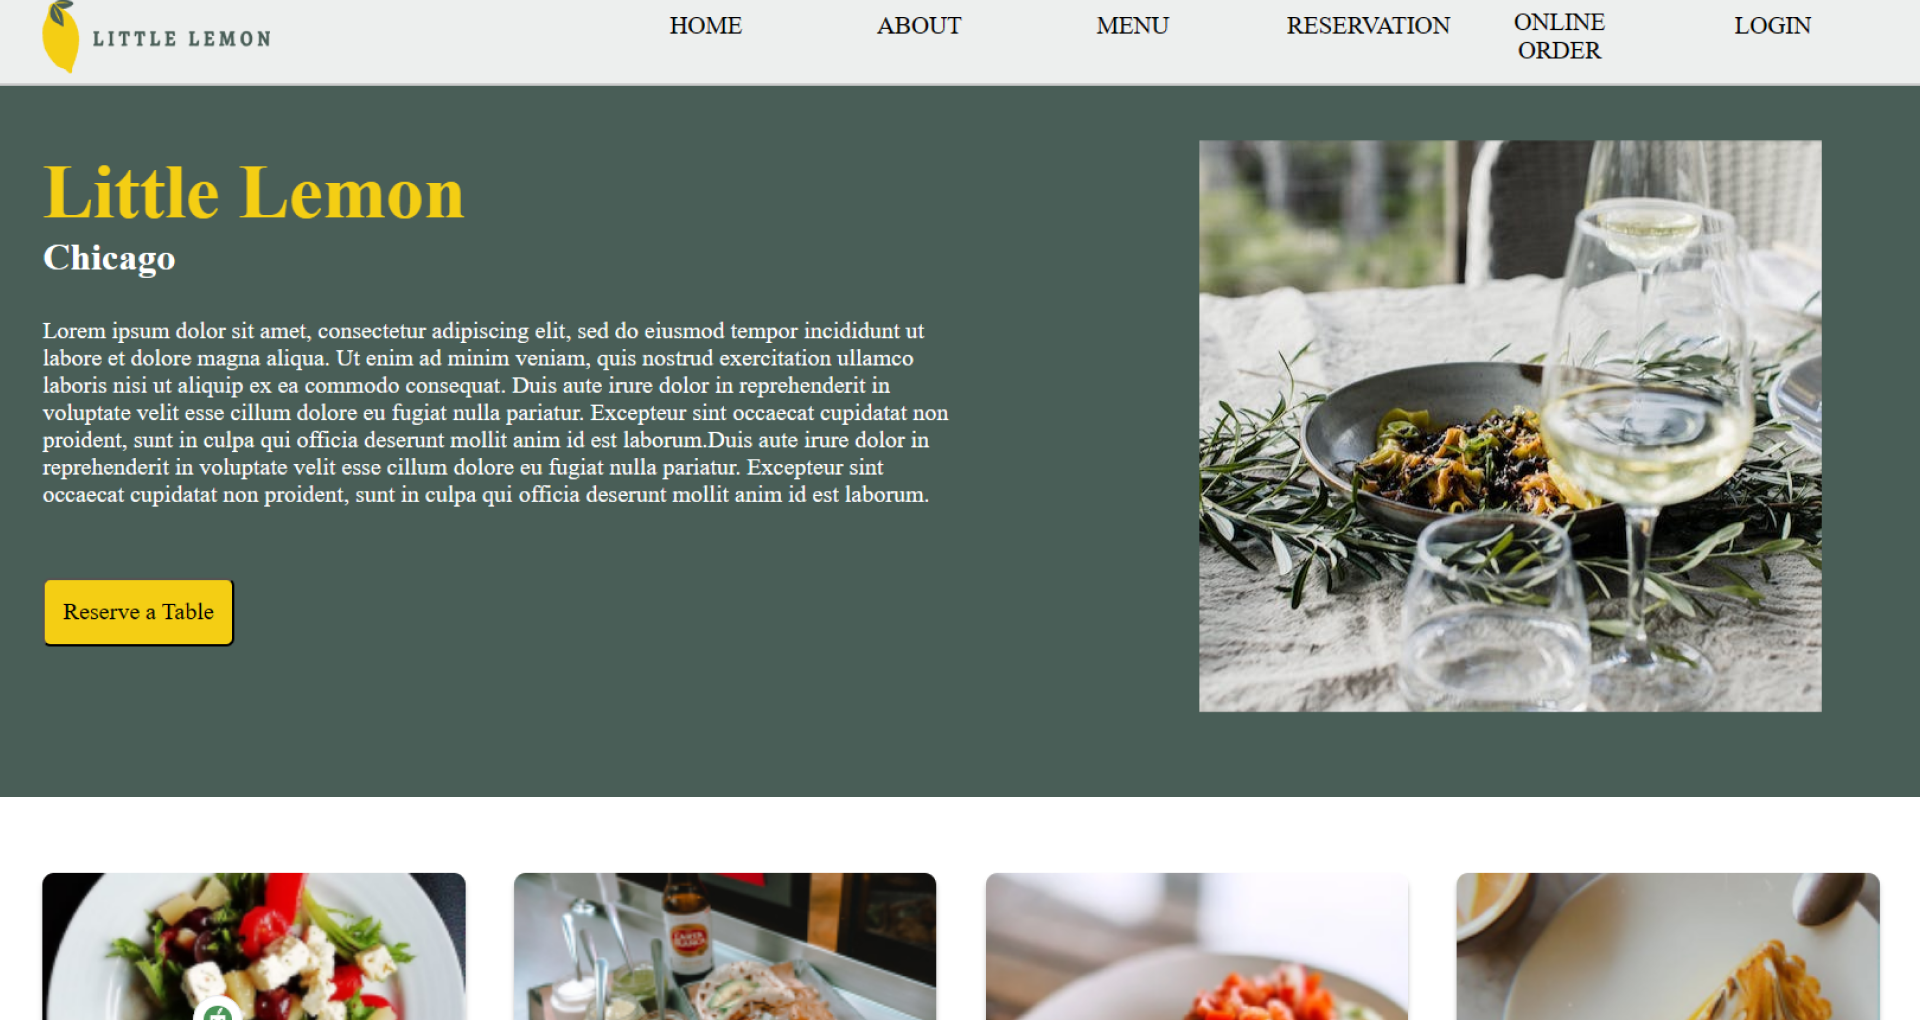 LITTLE LEMON
HOME
ABOUT
MENU
RESERVATION
ONLINE
ORDER
LOGIN
Little Lemon
Chicago
Lorem ipsum dolor sit amet, consectetur adipiscing elit, sed do eiusmod tempor incididunt ut
labore et dolore magna aliqua. Ut enim ad minim veniam, quis nostrud exercitation ullamco
laboris nisi ut aliquip ex ea commodo consequat. Duis aute irure dolor in reprehenderit in
voluptate velit esse cillum dolore eu fugiat nulla pariatur. Excepteur sint occaecat cupidatat non
proident, sunt in culpa qui officia deserunt mollit anim id est laborum.Duis aute irure dolor in
reprehenderit in voluptate velit esse cillum dolore eu fugiat nulla pariatur. Excepteur sint
occaecat cupidatat non proident, sunt in culpa qui officia deserunt mollit anim id est laborum.
Reserve a Table